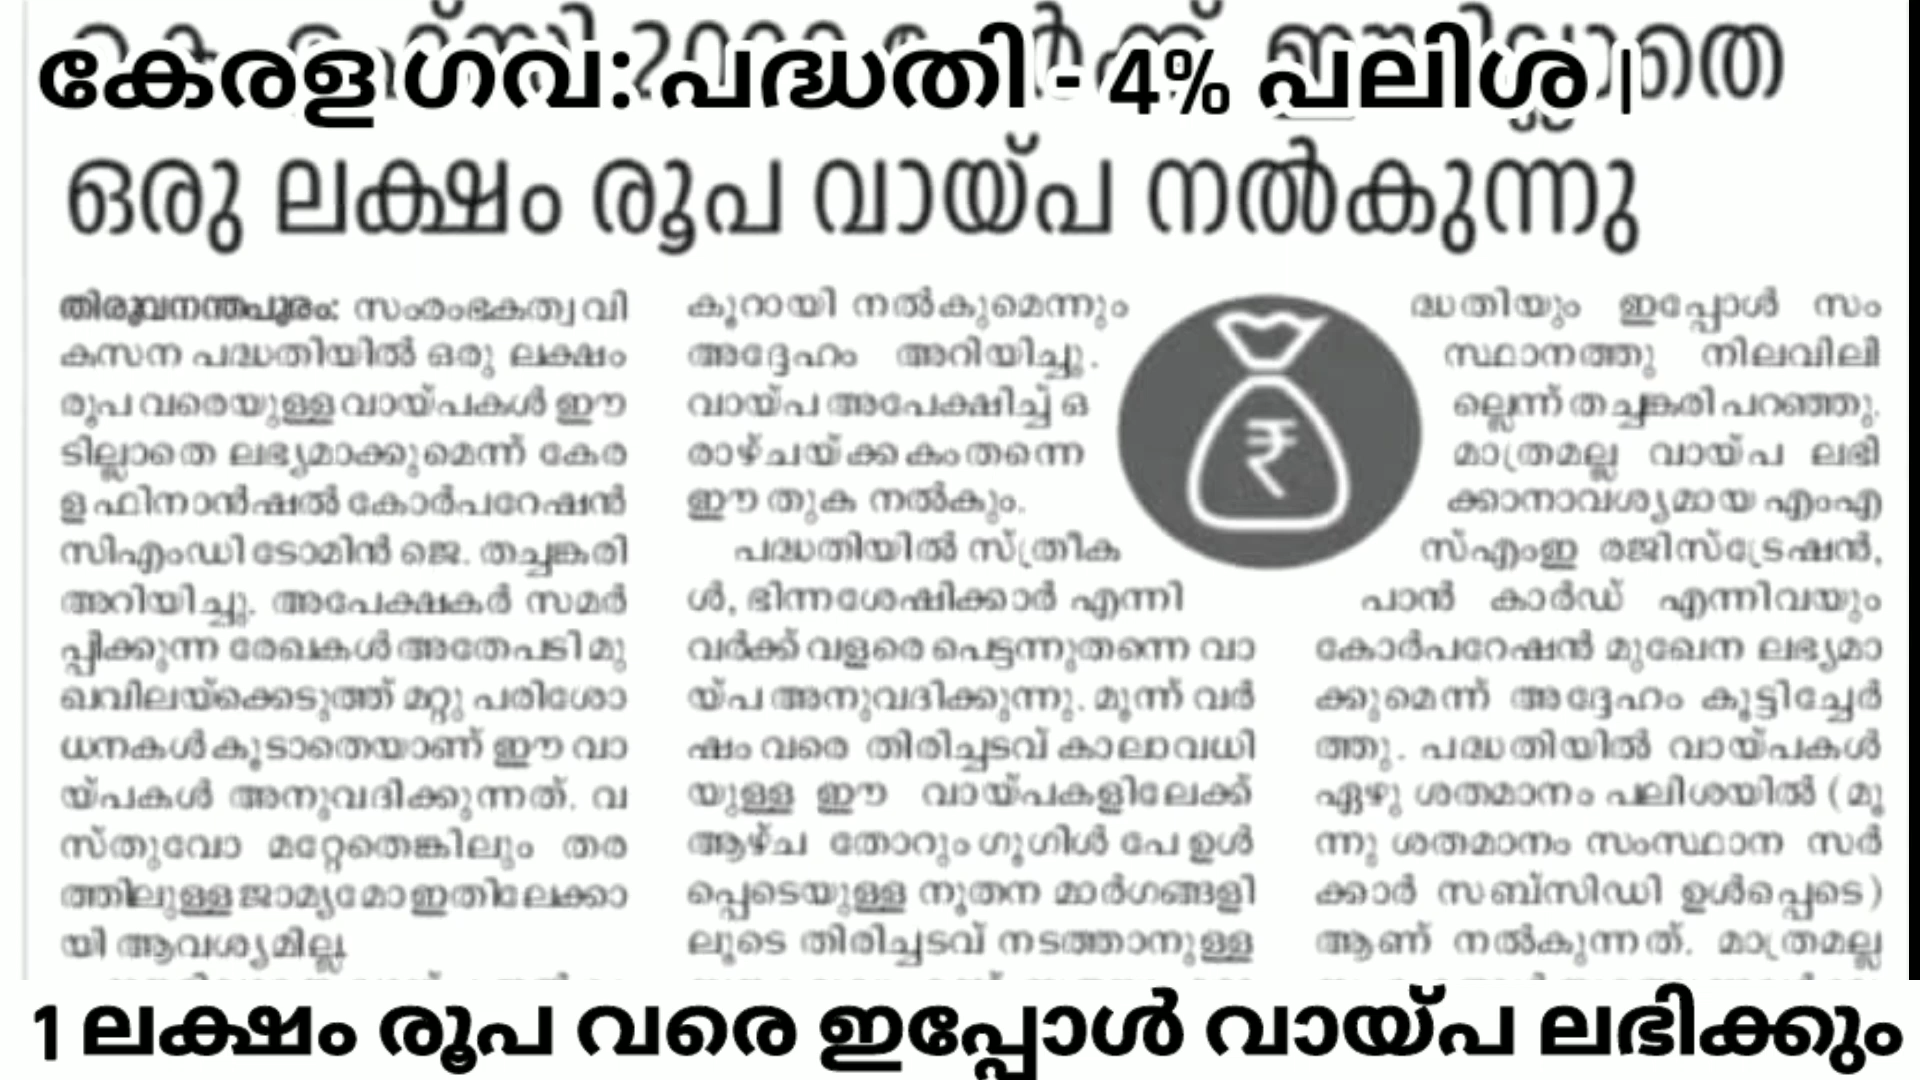 കേരള ഗവ: പദ്ധതി - 4% പലിശ |
ഒരു ലക്ഷം രൂപ വായ്പ നൽകുന്നു
തിരുവനന്തപുരം: സംരംഭകത്വ വി
കസന പദ്ധതിയിൽ ഒരു ലക്ഷം
രൂപ വരെയുള്ള വായ്പകൾ ഈ
ടില്ലാതെ ലഭ്യമാക്കുമെന്ന് കേര
ള ഫിനാൻഷൽ കോർപറേഷൻ
സിഎംഡി ടോമിൻ ജെ. തച്ചങ്കരി
അറിയിച്ചു. അപേക്ഷകർ സമർ
പ്പിക്കുന്ന രേഖകൾ അതേപടി മു
ഖവിലയ്ക്കെടുത്ത് മറ്റു പരിശോ
ധനകൾ കൂടാതെയാണ് ഈ വാ
യ്പകൾ അനുവദിക്കുന്നത്. വ
സ്തുവോ മറ്റേതെങ്കിലും തര
ത്തിലുള്ള ജാമ്യമോ ഇതിലേക്കാ
യി ആവശ്യമില്ല
കൂറായി നൽകുമെന്നും
അദ്ദേഹം അറിയിച്ചു.
വായ്പ അപേക്ഷിച്ച് ഒ
രാഴ്ചയ്ക്കകംതന്നെ
ഈ തുക നൽകും.
പദ്ധതിയിൽ സ്ത്രീക
ൾ, ഭിന്നശേഷിക്കാർ എന്നി
വർക്ക് വളരെ പെട്ടന്നുതന്നെ വാ
യ്പ അനുവദിക്കുന്നു. മൂന്ന് വർ
ഷം വരെ തിരിച്ചടവ് കാലാവധി
യുള്ള ഈ വായ്പകളിലേക്ക്
ആഴ്ച തോറും ഗൂഗിൾ പേ ഉൾ
പ്പെടെയുള്ള നൂതന മാർഗങ്ങളി
ലൂടെ തിരിച്ചടവ് നടത്താനുള്ള
ദ്ധതിയും ഇപ്പോൾ സം
സ്ഥാനത്തു നിലവിലി
ല്ലെന്ന് തച്ചങ്കരി പറഞ്ഞു.
മാത്രമല്ല വായ്പ ലഭി
ക്കാനാവശ്യമായ എംഎ
സ്എംഇ രജിസ്ട്രേഷൻ,
പാൻ കാർഡ് എന്നിവയും
കോർപറേഷൻ മുഖേന ലഭ്യമാ
ക്കുമെന്ന് അദ്ദേഹം കൂട്ടിച്ചേർ
ത്തു. പദ്ധതിയിൽ വായ്പകൾ
ഏഴു ശതമാനം പലിശയിൽ (മൂ
ന്നു ശതമാനം സംസ്ഥാന സർ
ക്കാർ സബ്സിഡി ഉൾപ്പെടെ)
ആണ് നൽകുന്നത്. മാത്രമല്ല
1 ലക്ഷം രൂപ വരെ ഇപ്പോൾ വായ്പ ലഭിക്കും